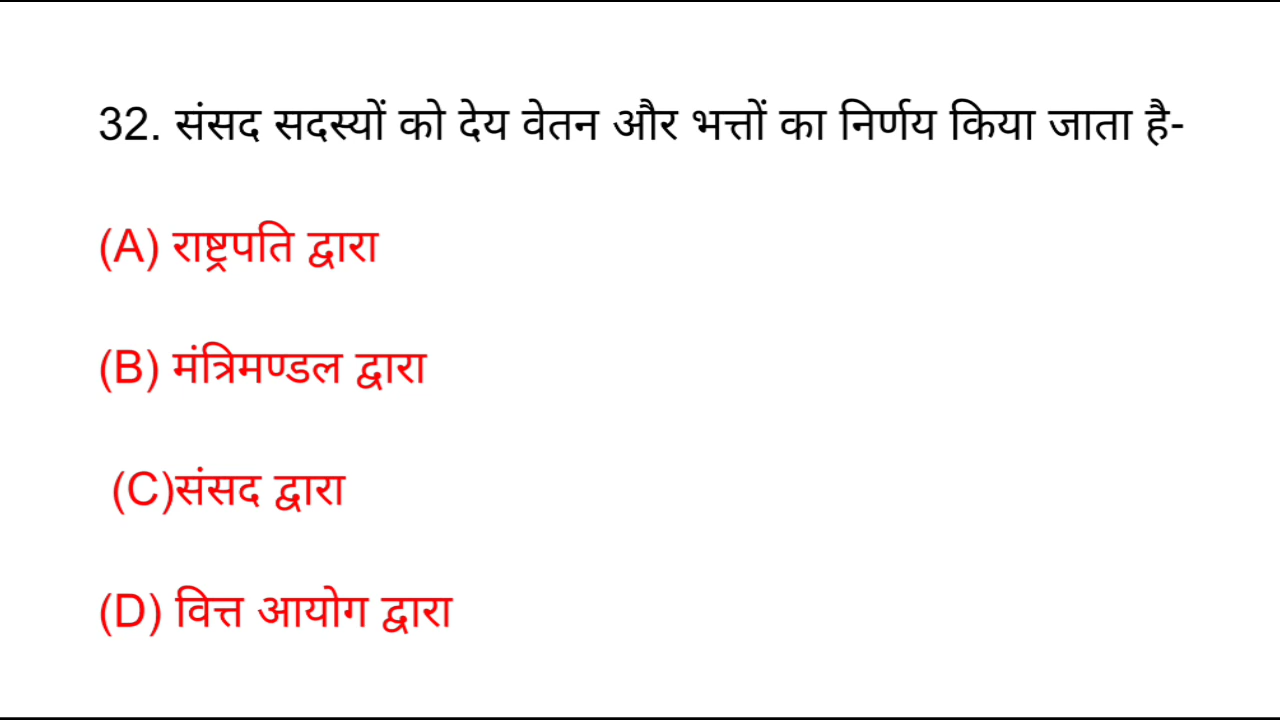 32. संसद सदस्यों को देय वेतन और भत्तों का निर्णय किया जाता है-
(A) राष्ट्रपति द्वारा
(B) मंत्रिमण्डल द्वारा
(C)संसद द्वारा
(D) वित्त आयोग द्वारा